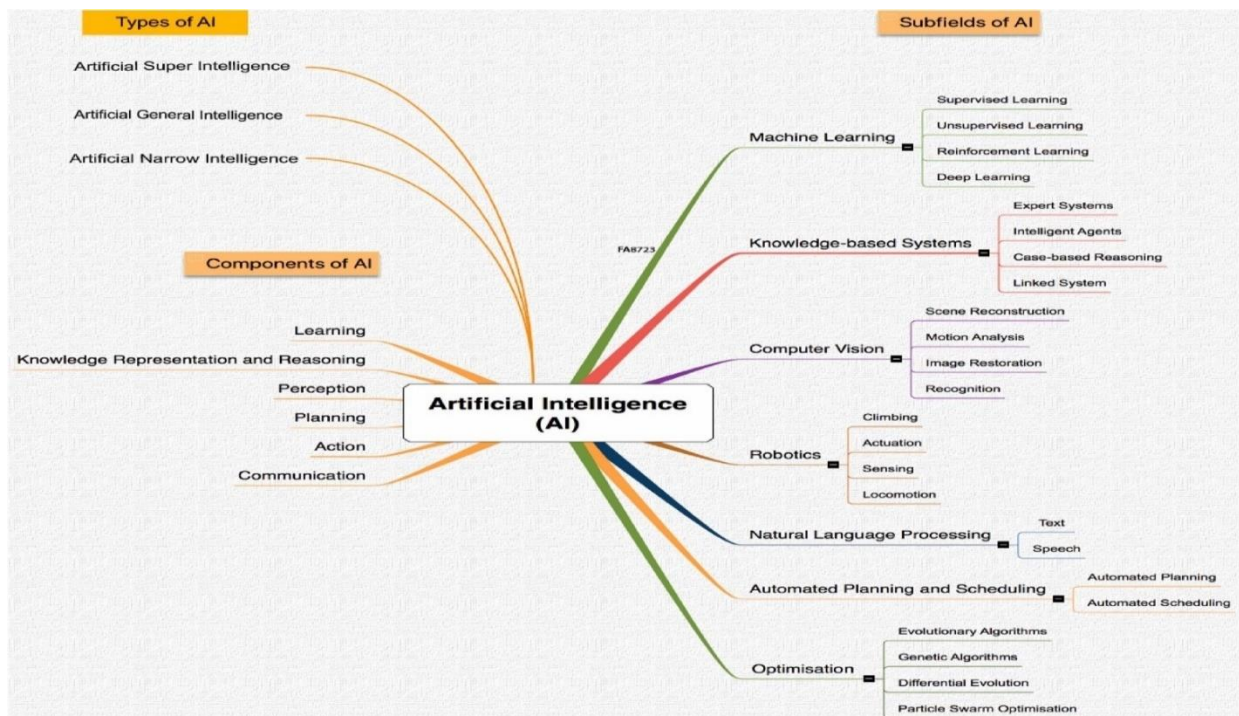 Types of AI
Artificial Super Intelligence
Artificial General Intelligence
Artificial Narrow Intelligence
Components of AI
Learning
Knowledge Representation and Reasoning
Perception
Planning
Action
Communication
Artificial Intelligence
(AI)
Subfields of AI
Machine Learning
Supervised Learning
Unsupervised Learning
Reinforcement Learning
Deep Learning
FA8723
Knowledge-based Systems
Expert Systems
Intelligent Agents
Case-based Reasoning
Linked System
Computer Vision
Scene Reconstruction
Motion Analysis
Image Restoration
Recognition
Robotics
Climbing
Actuation
Sensing
Locomotion
Natural Language Processing
Text
Speech
Automated Planning and Scheduling
Automated Planning
Automated Scheduling
Optimisation
Evolutionary Algorithms
Genetic Algorithms
Differential Evolution
Particle Swarm Optimisation